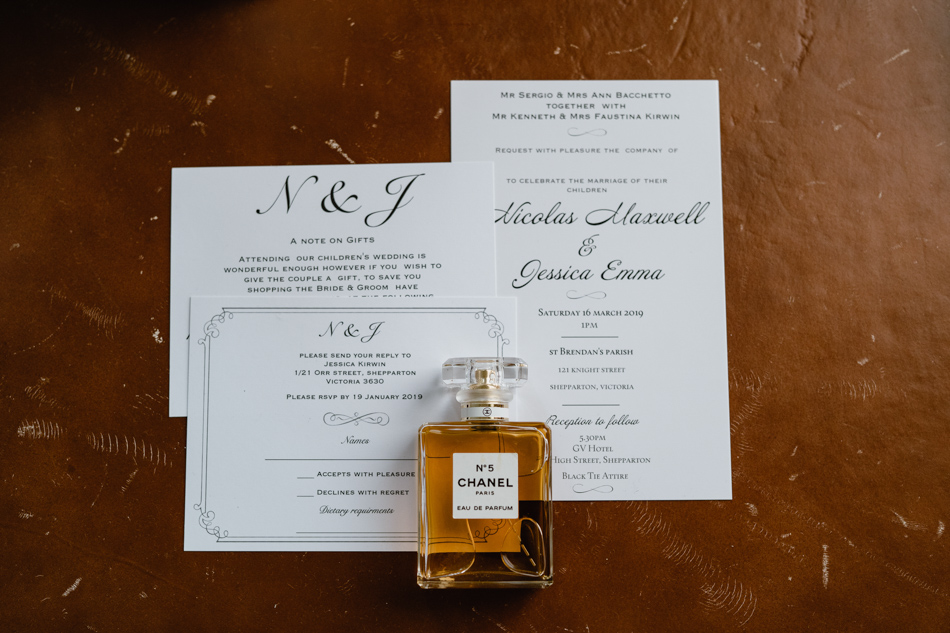 N & J
A note on Gifts
Attending our children's wedding is
wonderful enough however if you wish to
give the couple a gift, to save you
shopping the Bride & Groom have
N & J
please send your reply to
Jessica Kirwin
1/21 Orr street, shepparton
Victoria 3630
Please rsvp by 19 January 2019
Names
Accepts with pleasure
Declines with regret
Dietary requirments
Mr Sergio & Mrs Ann Bacchetto
together with
Mr Kenneth & Mrs Faustina Kirwin
Request with pleasure the company of
to celebrate the marriage of their
children
Nicolas Maxwell
&
Jessica Emma
Saturday 16 march 2019
1pm
st Brendan's parish
121 knight street
shepparton, victoria
Reception to follow
5.30pm
GV Hotel
High Street, Shepparton
Black Tie Attire
N°5
CHANEL
PARIS
EAU DE PARFUM